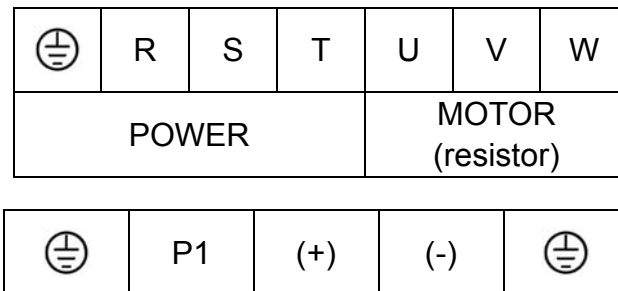 R S T U V W
POWER MOTOR
(resistor)
P1 (+) (-)